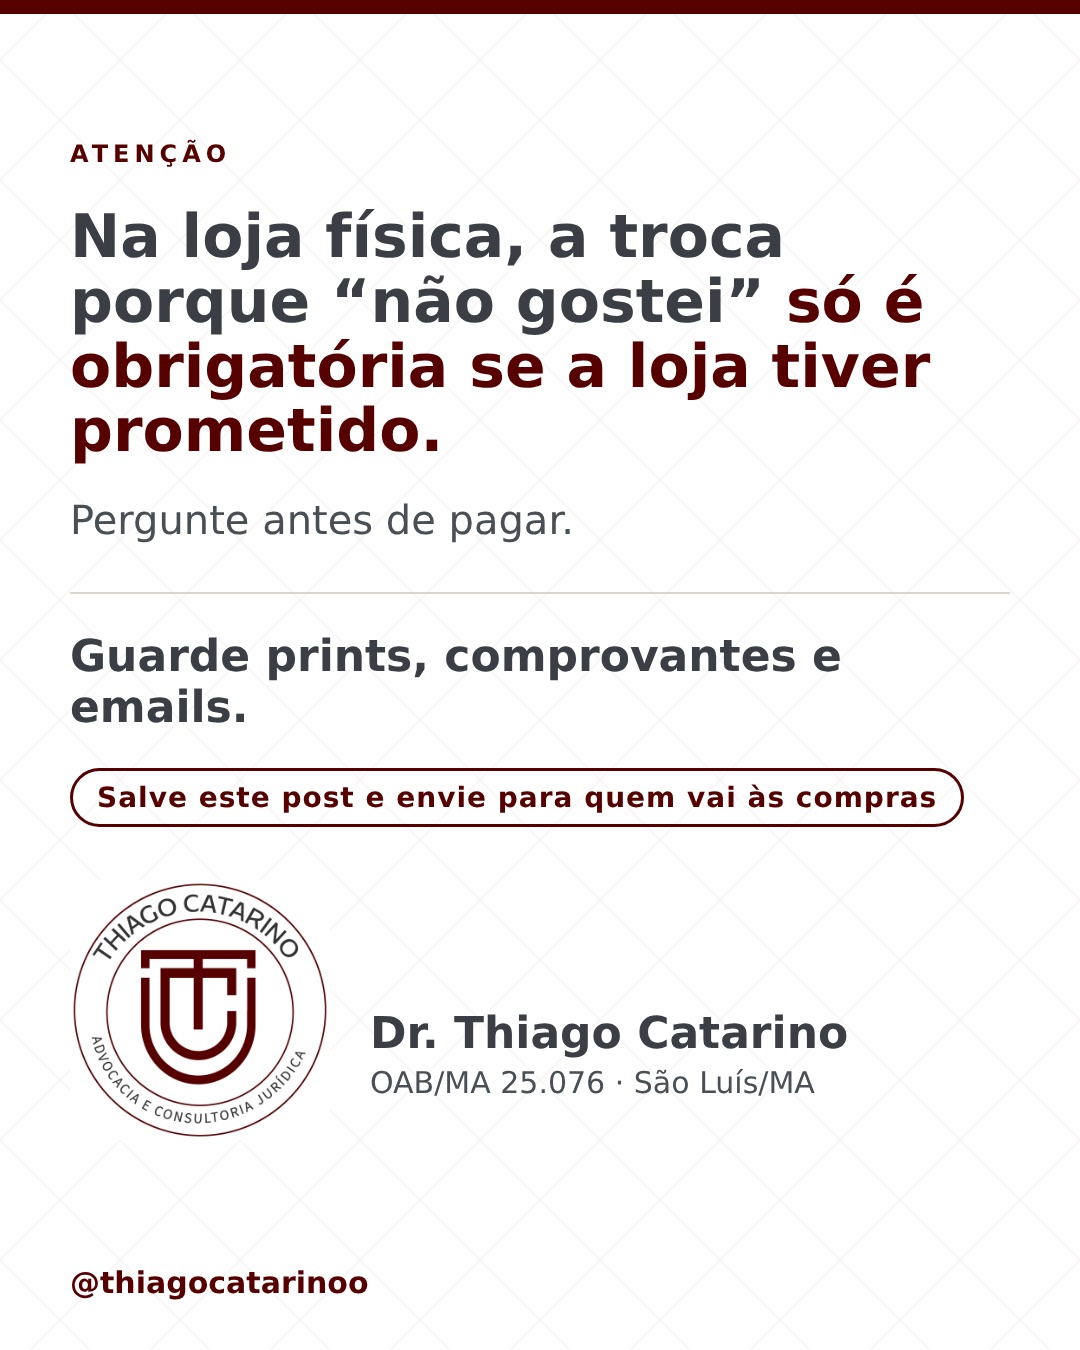 ATENÇÃO
Na loja física, a troca
porque “não gostei” só é
obrigatória se a loja tiver
prometido.
Pergunte antes de pagar.
Guarde prints, comprovantes e
emails.
Salve este post e envie para quem vai às compras
THIAGO CATARINO
ADVOCACIA E CONSULTORIA JURÍDICA
Dr. Thiago Catarino
OAB/MA 25.076 · São Luís/MA
@thiagocatarinoo